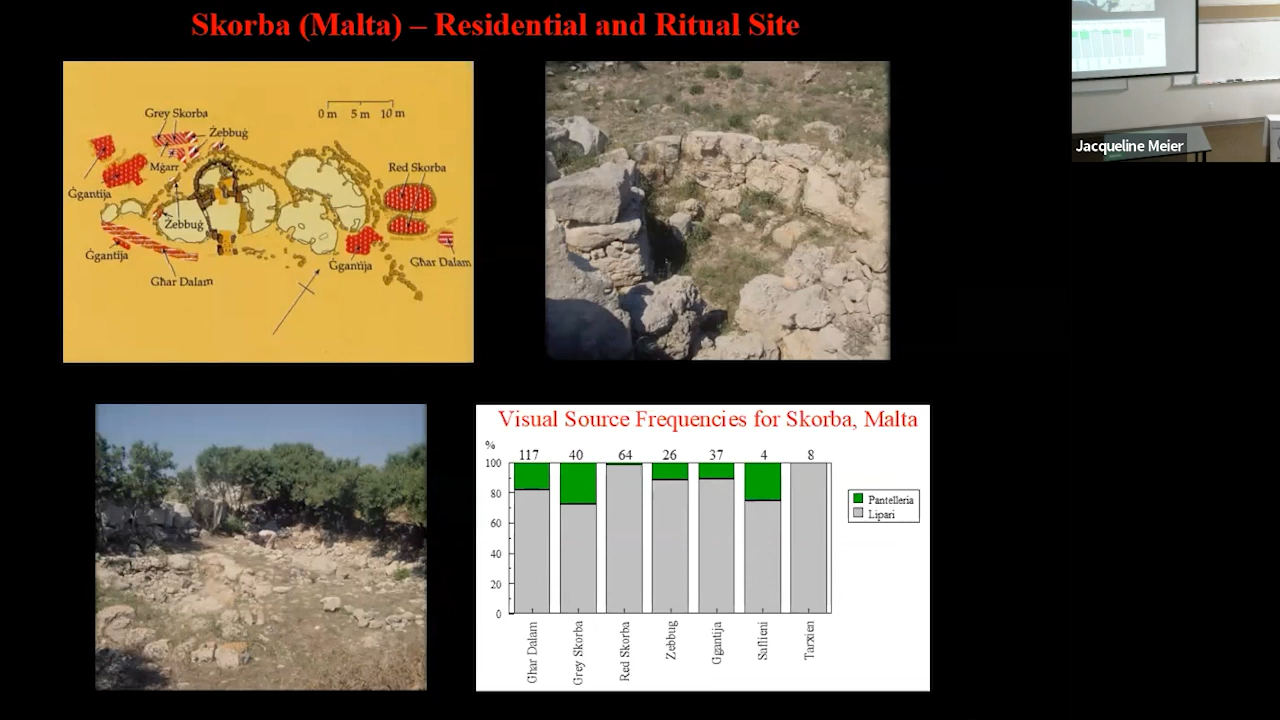 Skorba (Malta) – Residential and Ritual Site
Jacqueline Meier
Grey Skorba
0 m 5 m 10 m
Żebbuġ
Mġarr
Red Skorba
Ġgantija
Żebbuġ
Ġgantija
Ġgantija
Għar Dalam
Għar Dalam
Visual Source Frequencies for Skorba, Malta
%
117 40 64 26 37 4 8
100
80
60
40
20
0
Pantelleria
Lipari
Ghar Dalam
Grey Skorba
Red Skorba
Zebbug
Ggantija
Saflieni
Tarxien